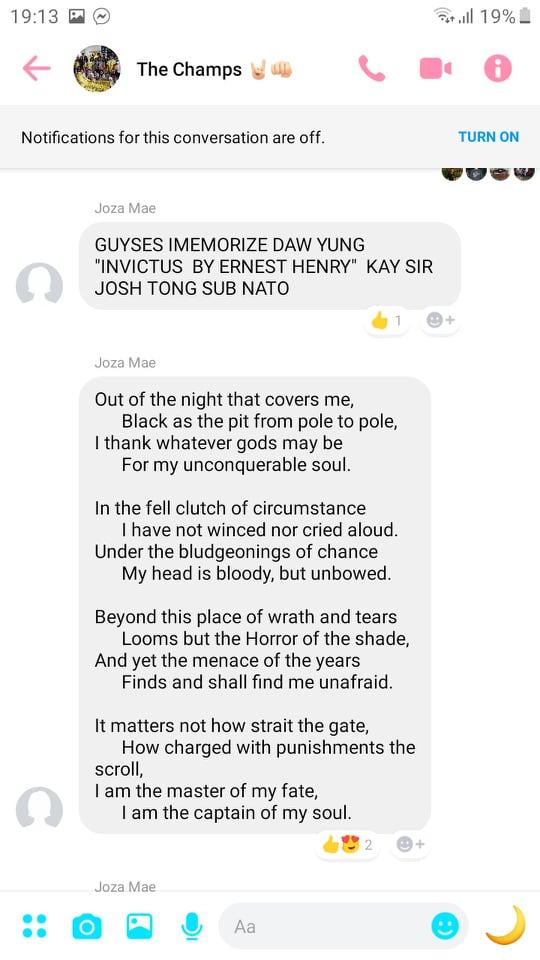 19:13 19%
The Champs 🤘🏻👊🏻
Notifications for this conversation are off. TURN ON
Joza Mae
GUYSES IMEMORIZE DAW YUNG
"INVICTUS  BY ERNEST HENRY"  KAY SIR
JOSH TONG SUB NATO
1
Joza Mae
Out of the night that covers me,
Black as the pit from pole to pole,
I thank whatever gods may be
For my unconquerable soul.
In the fell clutch of circumstance
I have not winced nor cried aloud.
Under the bludgeonings of chance
My head is bloody, but unbowed.
Beyond this place of wrath and tears
Looms but the Horror of the shade,
And yet the menace of the years
Finds and shall find me unafraid.
It matters not how strait the gate,
How charged with punishments the
scroll,
I am the master of my fate,
I am the captain of my soul.
2
Joza Mae
Aa